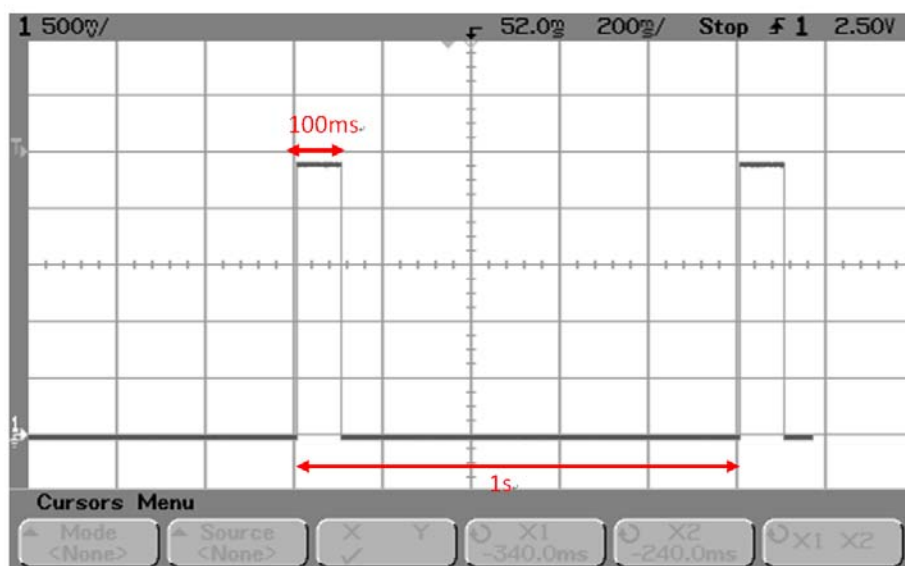 1 500mV/ 52.0ms 200ms/ Stop 1 2.50V
100ms
T
1
1s
Cursors Menu
Mode Source X Y X1 X2 X1 X2
<None> <None> ✓ -340.0ms -240.0ms